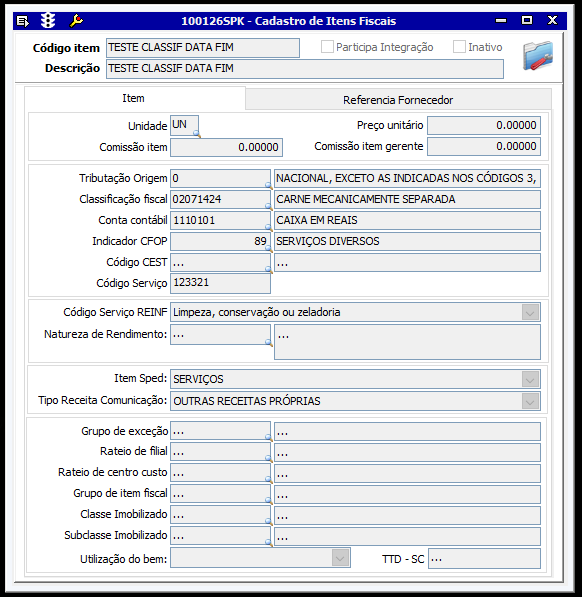 100126SPK - Cadastro de Itens Fiscais
Código item TESTE CLASSIF DATA FIM Participa Integração Inativo
Descrição TESTE CLASSIF DATA FIM
Item Referencia Fornecedor
Unidade UN Preço unitário 0.00000
Comissão item 0.00000 Comissão item gerente 0.00000
Tributação Origem 0 NACIONAL, EXCETO AS INDICADAS NOS CÓDIGOS 3,
Classificação fiscal 02071424 CARNE MECANICAMENTE SEPARADA
Conta contábil 1110101 CAIXA EM REAIS
Indicador CFOP 89 SERVIÇOS DIVERSOS
Código CEST ... ...
Código Serviço 123321
Código Serviço REINF Limpeza, conservação ou zeladoria
Natureza de Rendimento: ... ...
Item Sped: SERVIÇOS
Tipo Receita Comunicação: OUTRAS RECEITAS PRÓPRIAS
Grupo de exceção ... ...
Rateio de filial ... ...
Rateio de centro custo ... ...
Grupo de item fiscal ... ...
Classe Imobilizado ... ...
Subclasse Imobilizado ... ...
Utilização do bem: TTD - SC ...